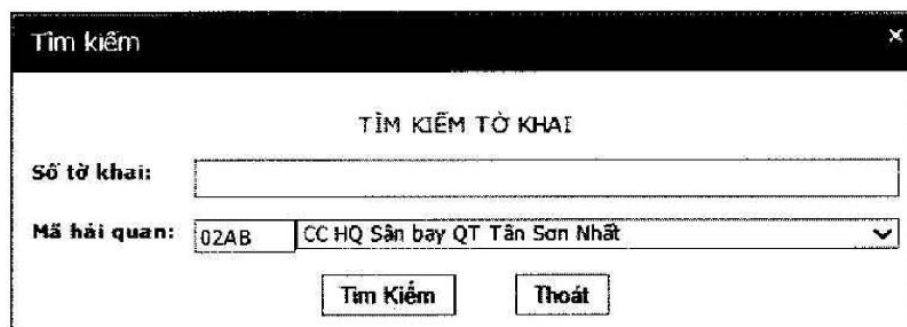 Tìm kiếm
TÌM KIẾM TỜ KHAI
Số tờ khai:
Mã hải quan: 02AB CC HQ Sân bay QT Tân Sơn Nhất
Tìm Kiếm Thoát